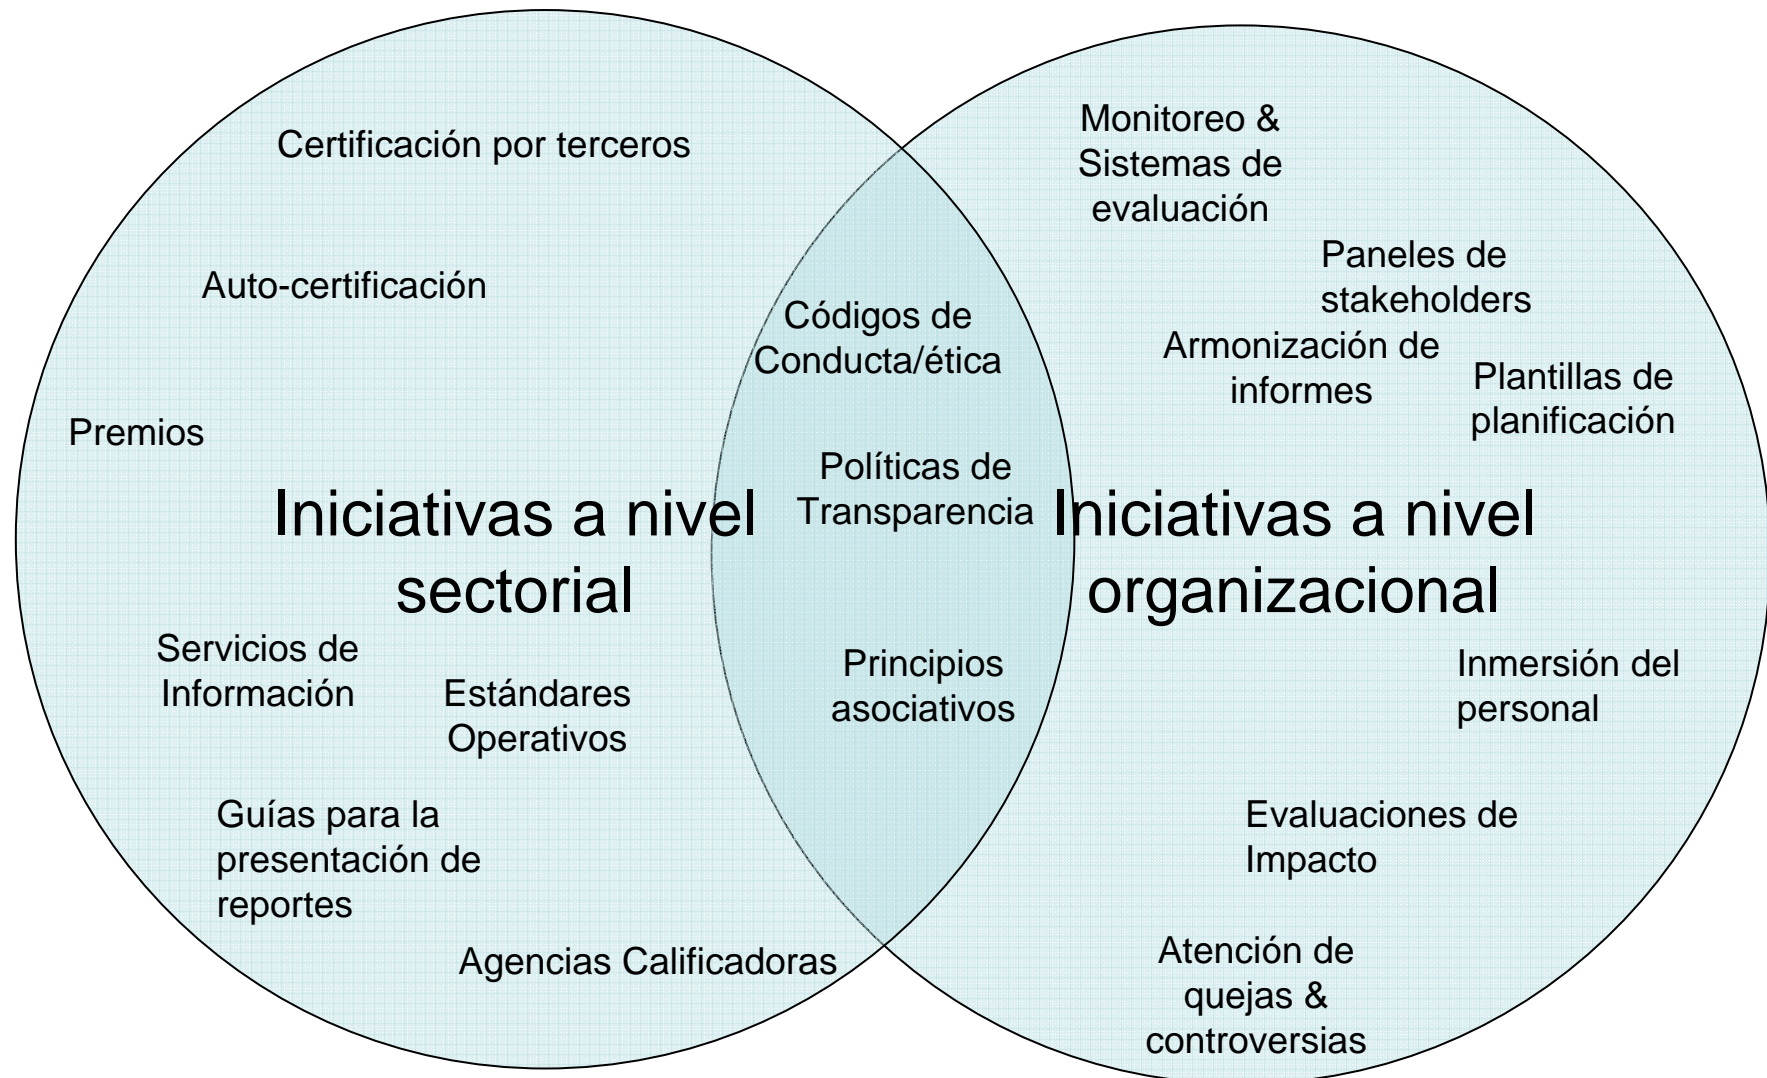 Certificación por terceros
Auto-certificación
Premios
Iniciativas a nivel
sectorial
Servicios de
Información
Estándares
Operativos
Guías para la
presentación de
reportes
Agencias Calificadoras
Códigos de
Conducta/ética
Políticas de
Transparencia
Principios
asociativos
Monitoreo &
Sistemas de
evaluación
Paneles de
stakeholders
Armonización de
informes
Plantillas de
planificación
Iniciativas a nivel
organizacional
Inmersión del
personal
Evaluaciones de
Impacto
Atención de
quejas &
controversias